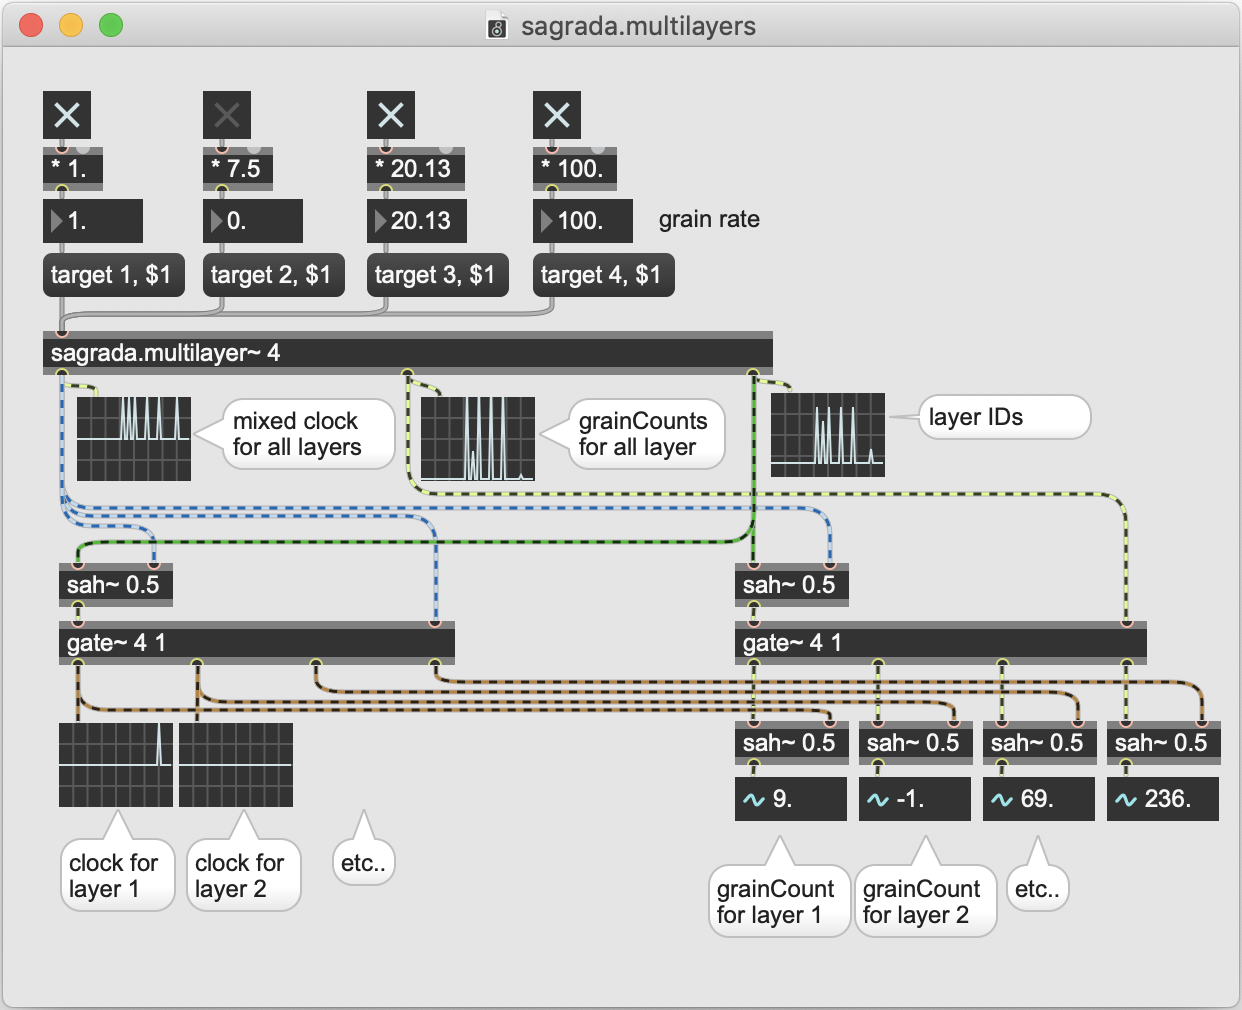 sagrada.multilayers
* 1.
* 7.5
* 20.13
* 100.
1.
0.
20.13
100.
grain rate
target 1, $1
target 2, $1
target 3, $1
target 4, $1
sagrada.multilayer~ 4
mixed clock
for all layers
grainCounts
for all layer
layer IDs
sah~ 0.5
sah~ 0.5
gate~ 4 1
gate~ 4 1
sah~ 0.5
sah~ 0.5
sah~ 0.5
sah~ 0.5
9.
-1.
69.
236.
clock for
layer 1
clock for
layer 2
etc..
grainCount
for layer 1
grainCount
for layer 2
etc..